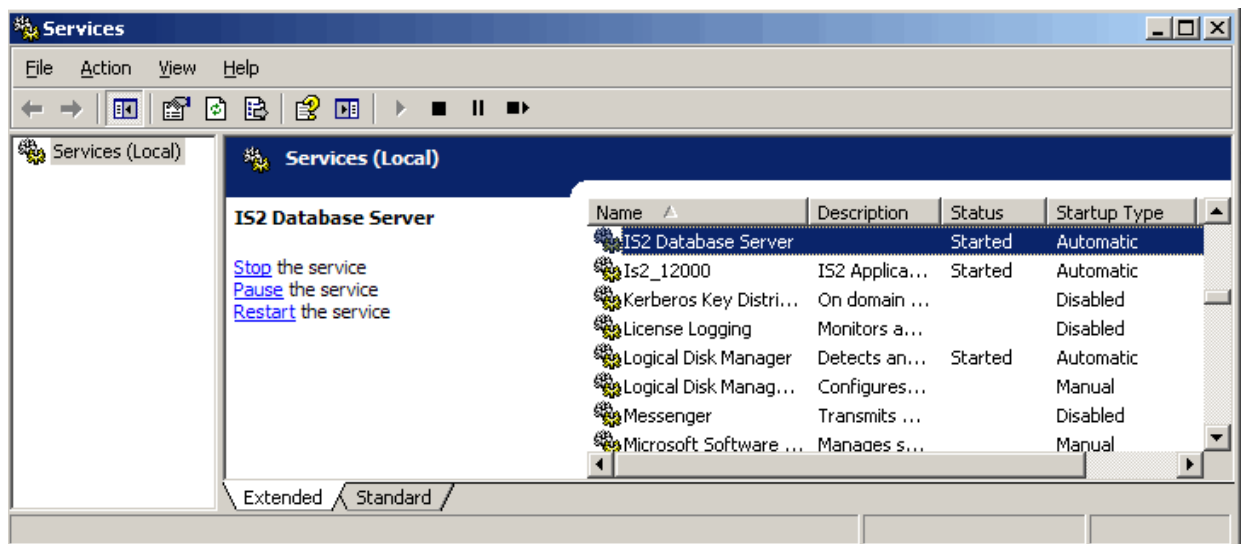 Services
File Action View Help
Services (Local)
Services (Local)
IS2 Database Server
Stop the service
Pause the service
Restart the service
Name Description Status Startup Type
IS2 Database Server Started Automatic
Is2_12000 IS2 Applica... Started Automatic
Kerberos Key Distri... On domain ... Disabled
License Logging Monitors a... Disabled
Logical Disk Manager Detects an... Started Automatic
Logical Disk Manag... Configures... Manual
Messenger Transmits ... Disabled
Microsoft Software ... Manages s... Manual
Extended Standard